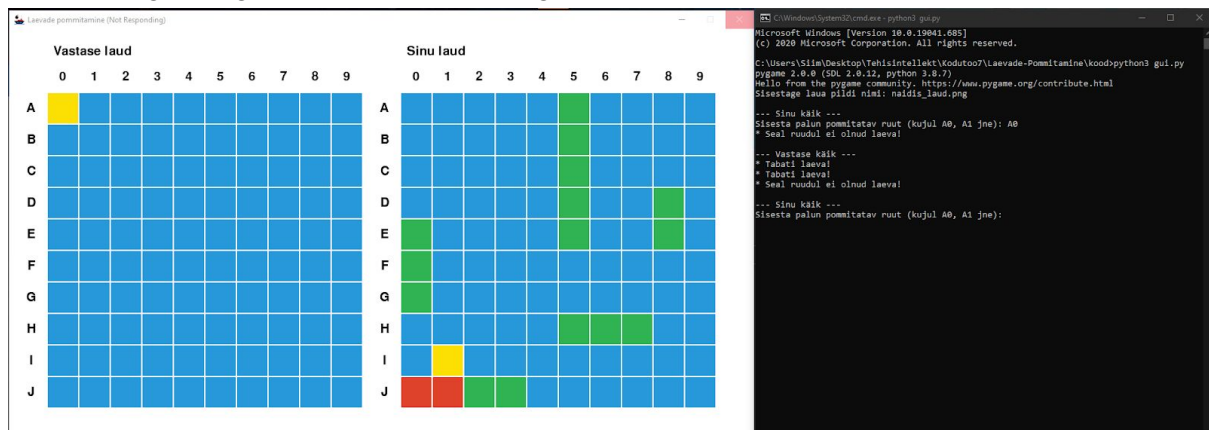 Laevade pommitamine (Not Responding)
Vastase laud
0 1 2 3 4 5 6 7 8 9
A
B
C
D
E
F
G
H
I
J
Sinu laud
0 1 2 3 4 5 6 7 8 9
A
B
C
D
E
F
G
H
I
J
C:\Windows\System32\cmd.exe - python3 gui.py
Microsoft Windows [Version 10.0.19041.685]
(c) 2020 Microsoft Corporation. All rights reserved.
C:\Users\Siim\Desktop\Tehisintellekt\Kodutoo7\Laevade-Pommitamine\kood>python3 gui.py
pygame 2.0.0 (SDL 2.0.12, python 3.8.7)
Hello from the pygame community. https://www.pygame.org/contribute.html
Sisestage laua pildi nimi: naidis_laud.png
--- Sinu käik ---
Sisesta palun pommitatav ruut (kujul A0, A1 jne): A0
* Seal ruudul ei olnud laeva!
--- Vastase käik ---
* Tabati laeva!
* Tabati laeva!
* Seal ruudul ei olnud laeva!
--- Sinu käik ---
Sisesta palun pommitatav ruut (kujul A0, A1 jne):